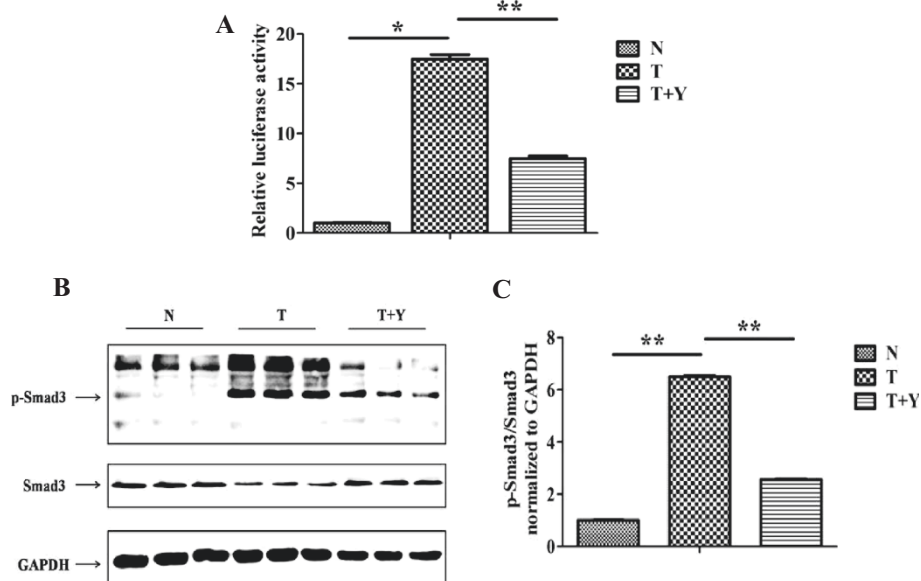 A
Relative luciferase activity
20
15
10
5
0
*
**
N
T
T+Y
B
N T T+Y
p-Smad3
Smad3
GAPDH
C
p-Smad3/Smad3
normalized to GAPDH
8
6
4
2
0
**
**
N
T
T+Y